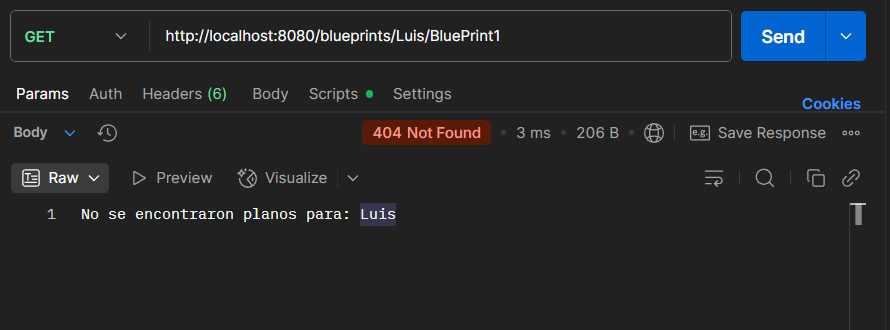 GET http://localhost:8080/blueprints/Luis/BluePrint1 Send
Params Auth Headers (6) Body Scripts Settings
Cookies
Body 404 Not Found • 3 ms • 206 B • e.g. Save Response
Raw Preview Visualize
1 No se encontraron planos para: Luis